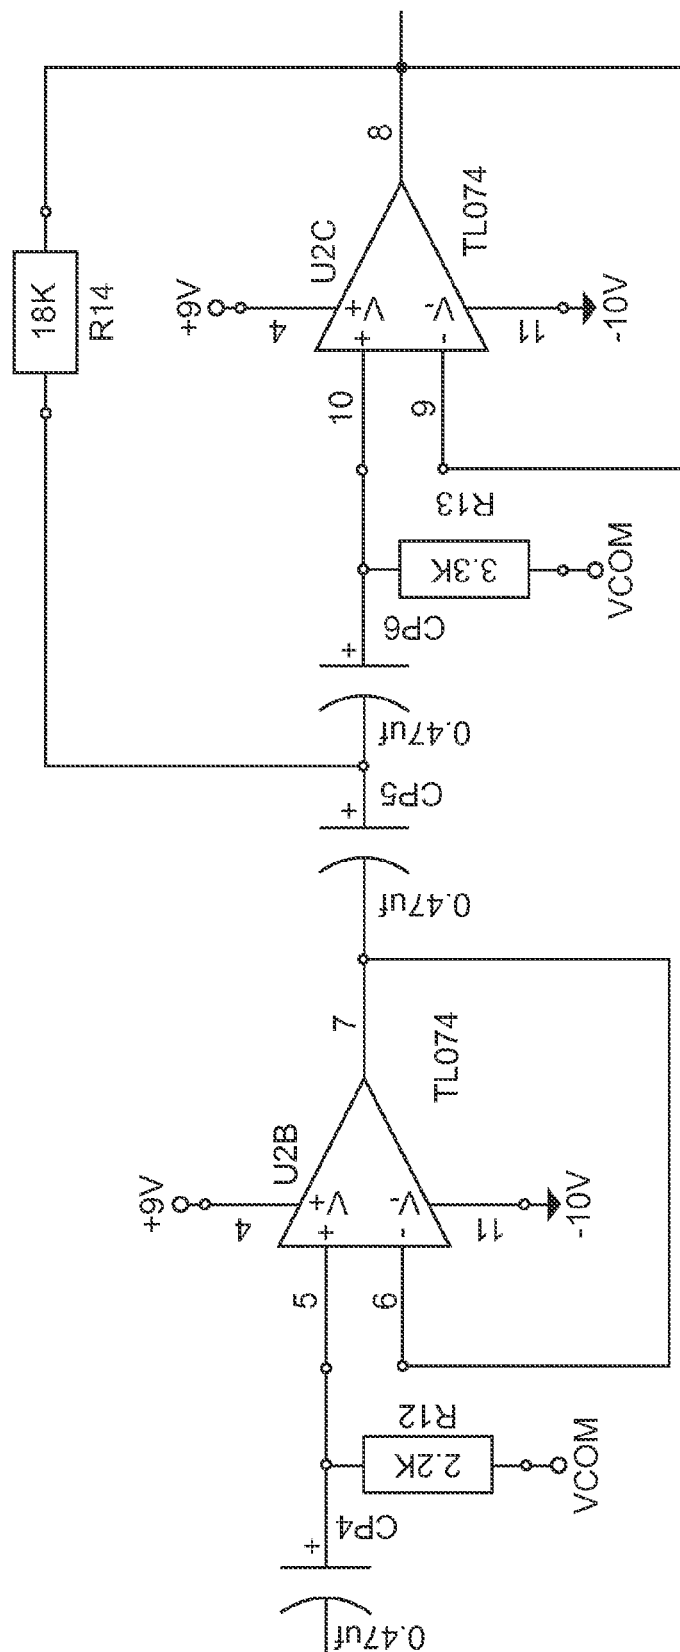 18K
R14
+9V
4
U2C
V+
+
V-
-
8
TL074
10
9
11
-10V
R13
3.3K
VCOM
CP6
+
0.47uf
CP5
+
0.47uf
7
TL074
+9V
4
U2B
V+
+
V-
-
5
6
11
-10V
R12
2.2K
VCOM
CP4
+
0.47uf